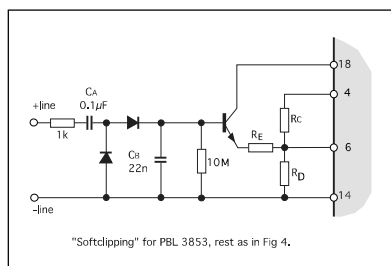 18
4
CA
0.1µF
+line
1k
RC
RE
6
CB
22n
10M
RD
14
-line
"Softclipping" for PBL 3853, rest as in Fig 4.